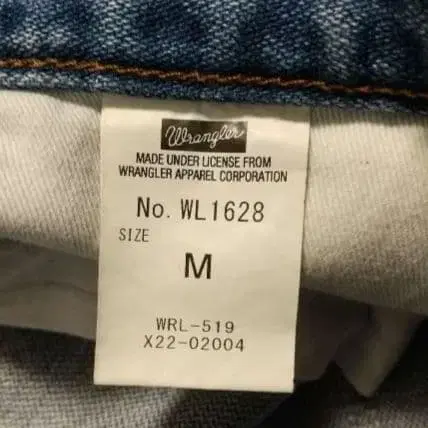 Wrangler
MADE UNDER LICENSE FROM
WRANGLER APPAREL CORPORATION
No. WL1628
SIZE
M
WRL-519
X22-02004